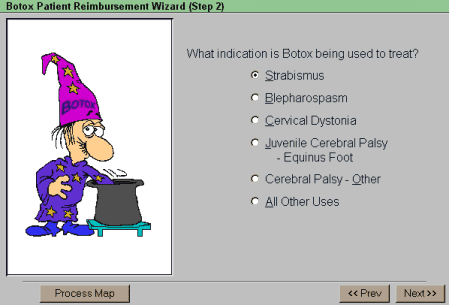 Botox Patient Reimbursement Wizard (Step 2)
BOTOX
What indication is Botox being used to treat?
Strabismus
Blepharospasm
Cervical Dystonia
Juvenile Cerebral Palsy
- Equinus Foot
Cerebral Palsy - Other
All Other Uses
Process Map
<< Prev
Next >>